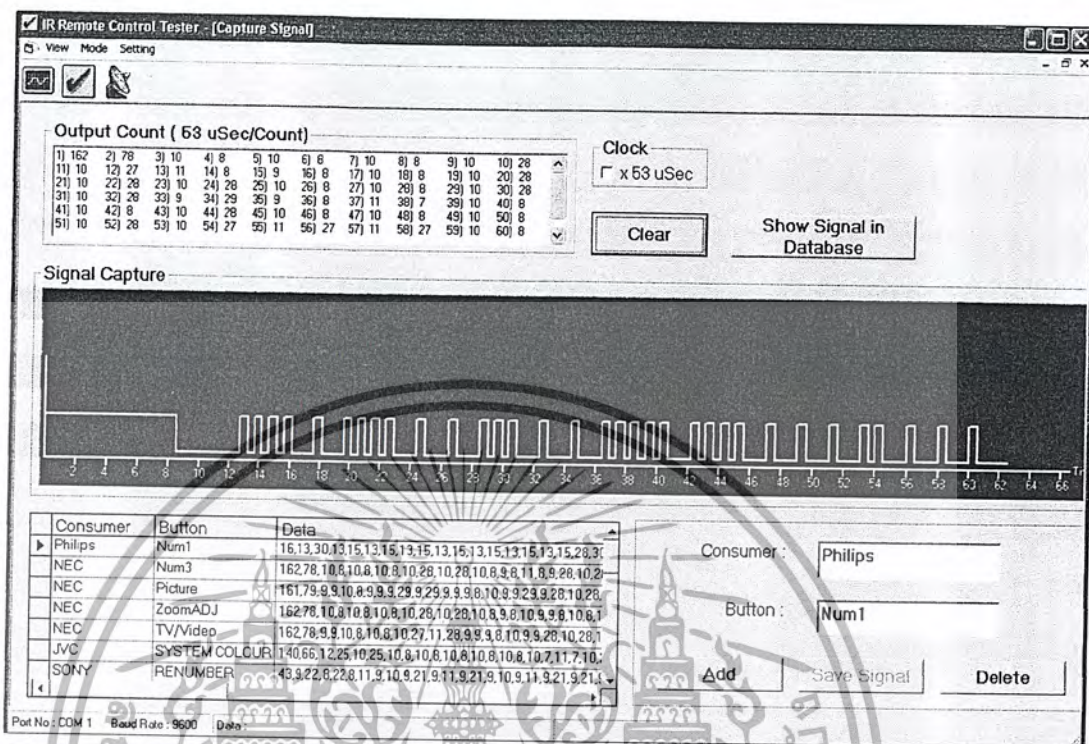 IR Remote Control Tester - [Capture Signal]
View Mode Setting
Output Count ( 53 uSec/Count)
1) 162 2) 78 3) 10 4) 8 5) 10 6) 8 7) 10 8) 8 9) 10 10) 28
11) 10 12) 27 13) 11 14) 8 15) 9 16) 8 17) 10 18) 8 19) 10 20) 28
21) 10 22) 28 23) 10 24) 28 25) 10 26) 8 27) 10 28) 8 29) 10 30) 28
31) 10 32) 28 33) 9 34) 29 35) 9 36) 8 37) 11 38) 7 39) 10 40) 8
41) 10 42) 8 43) 10 44) 28 45) 10 46) 8 47) 10 48) 8 49) 10 50) 8
51) 10 52) 28 53) 10 54) 27 55) 11 56) 27 57) 11 58) 27 59) 10 60) 8
Clock
x 53 uSec
Clear
Show Signal in
Database
Signal Capture
2 4 6 8 10 12 14 16 18 20 22 24 26 28 30 32 34 36 38 40 42 44 46 48 50 52 54 56 58 60 62 64 66
Consumer Button Data
Philips Num1 16,13,30,13,15,13,15,13,15,13,15,13,15,13,15,13,15,28,30
NEC Num3 162,78,10,8,10,8,10,8,10,28,10,28,10,8,9,8,11,8,9,28,10,2
NEC Picture 161,79,9,9,10,8,9,9,9,29,9,29,9,9,9,8,10,9,9,29,9,28,10,28,
NEC ZoomADJ 162,78,10,8,10,8,10,8,10,28,10,28,10,8,9,8,10,9,9,8,10,8,1
NEC TV/Video 162,78,9,9,10,8,10,8,10,27,11,28,9,9,9,8,10,9,9,28,10,28,1
JVC SYSTEM COLOUR 140,66,12,25,10,25,10,8,10,8,10,8,10,8,10,8,10,7,11,7,10,
SONY RENUMBER 43,9,22,8,22,8,11,9,10,9,21,9,11,9,21,9,10,9,11,9,21,9,21,
Consumer : Philips
Button : Num1
Add Save Signal Delete
Port No : COM 1 Baud Rate : 9600 Data :